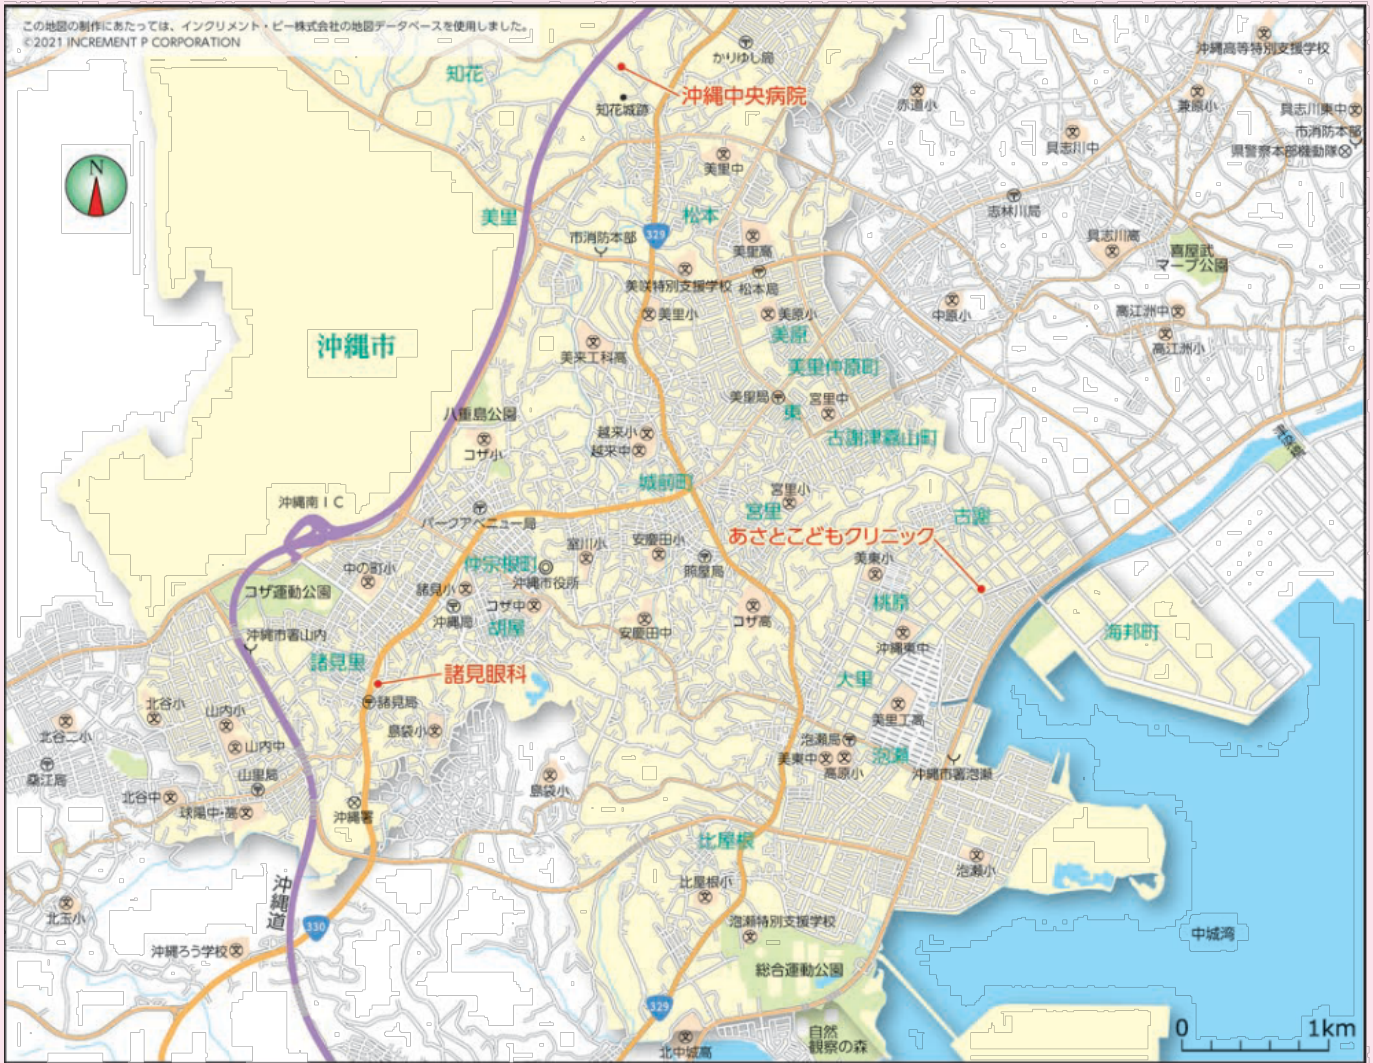 この地図の制作にあたっては、インクリメント・ピー株式会社の地図データベースを使用しました。
©2021 INCREMENT P CORPORATION
かりゆし局
沖縄高等特別支援学校
知花
沖縄中央病院
知花城跡
赤道小
兼原小
具志川東中
市消防本部
県警察本部機動隊
具志川中
N
美里中
志林川局
美里
松本
市消防本部
329
美里高
具志川高
喜屋武
マーブ公園
美咲特別支援学校
松本局
美里小
美原小
中原小
高江洲中
高江洲小
沖縄市
美原
美来工科高
美里仲原町
美里局
宮里中
東
八重島公園
コザ小
越来小
越来中
古謝津嘉山町
城前町
沖縄南IC
宮里小
宮里
古謝
パークアベニュー局
あさとこどもクリニック
室川小
安慶田小
照屋局
美東小
仲宗根町
沖縄市役所
中の町小
コザ運動公園
諸見小
コザ中
沖縄局
胡屋
安慶田中
コザ高
桃原
海邦町
沖縄市署山内
沖縄東中
諸見里
諸見眼科
大里
諸見局
北谷小
山内小
島袋小
美里工高
北谷二小
山内中
泡瀬局
美東中
高原小
泡瀬
沖縄市署泡瀬
桑江局
山里局
島袋小
北谷中
球陽中・高
沖縄署
比屋根
泡瀬小
比屋根小
沖縄道
北玉小
330
泡瀬特別支援学校
中城湾
沖縄ろう学校
総合運動公園
329
自然
観察の森
北中城高
0 1km